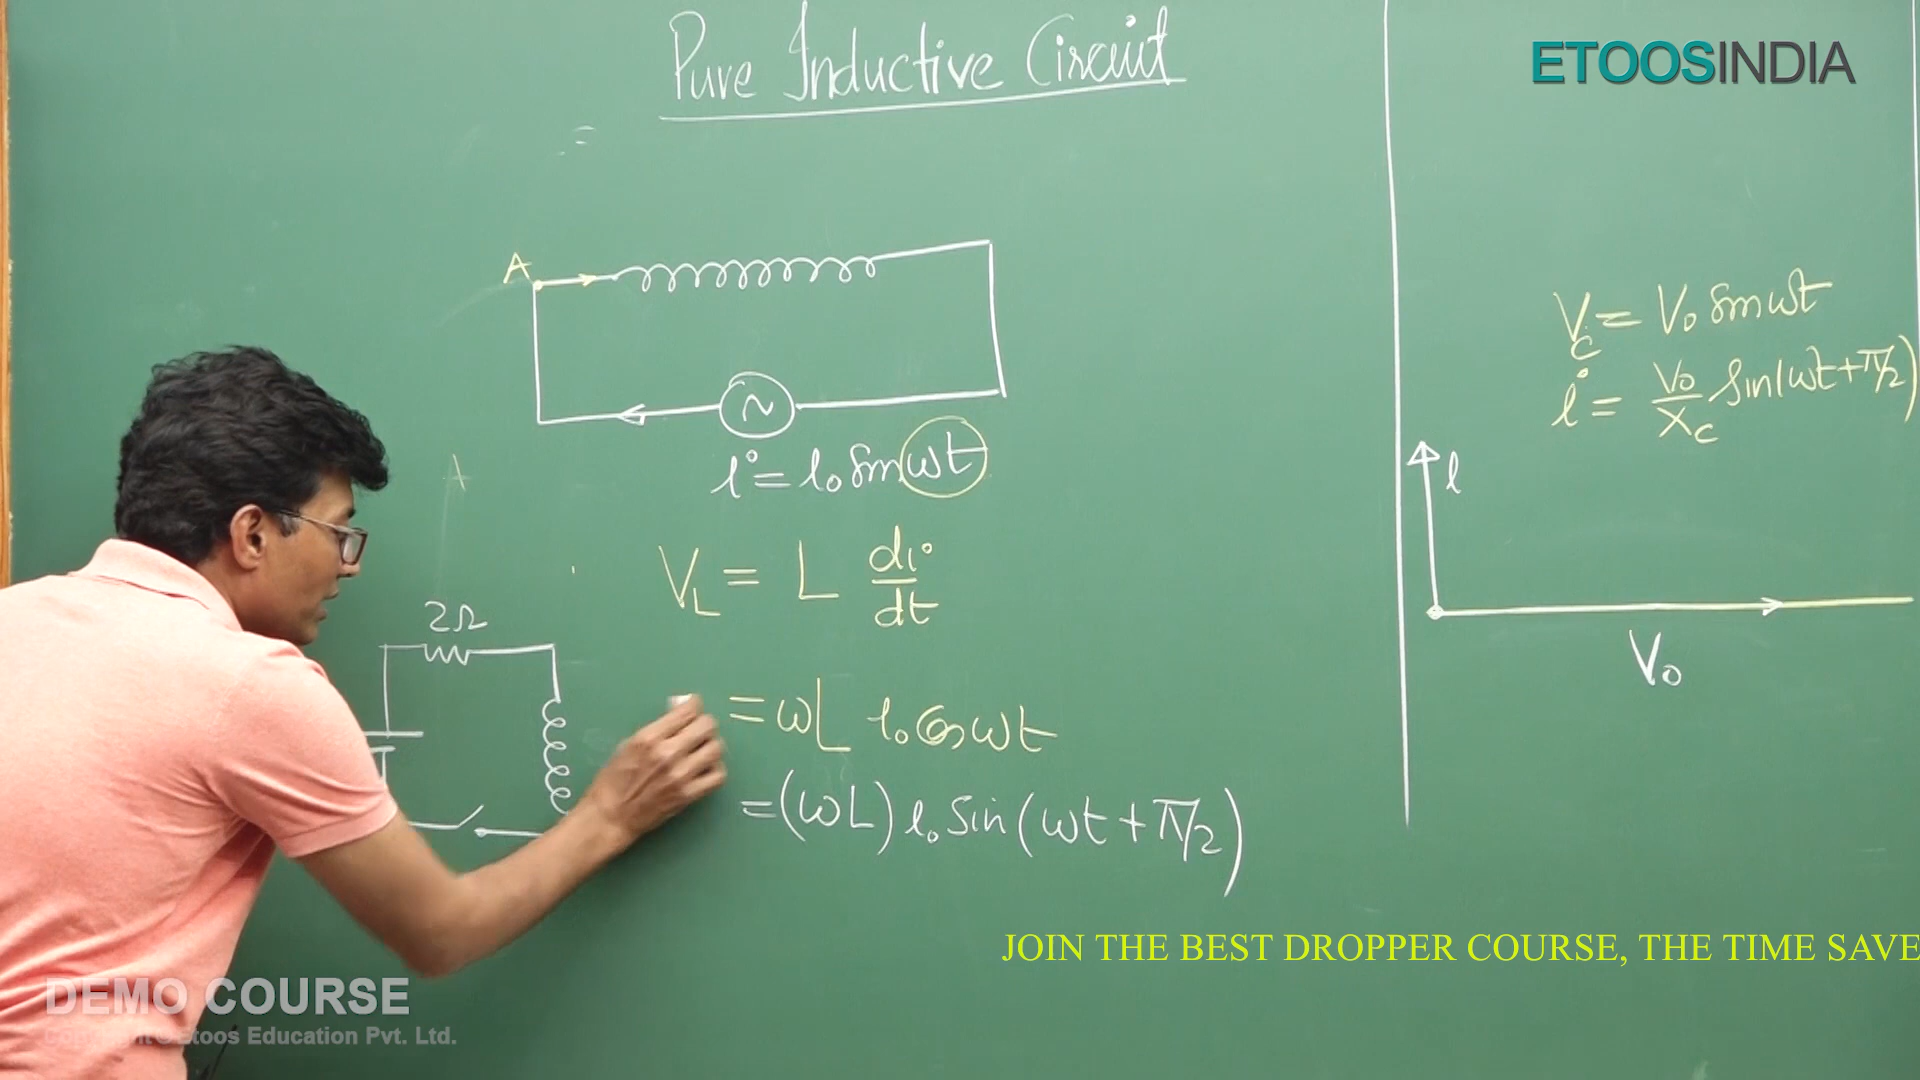 Pure Inductive Circuit
ETOOSINDIA
=
A
i = i₀ sin ωt
A
V_L = L di/dt
2Ω
= ωL i₀ cos ωt
= (ωL) i₀ sin (ωt + π/2)
V_C = V₀ sin ωt
i = V₀/X_C sin(ωt + π/2)
i
V₀
JOIN THE BEST DROPPER COURSE, THE TIME SAVE
DEMO COURSE
Etoos Education Pvt. Ltd.